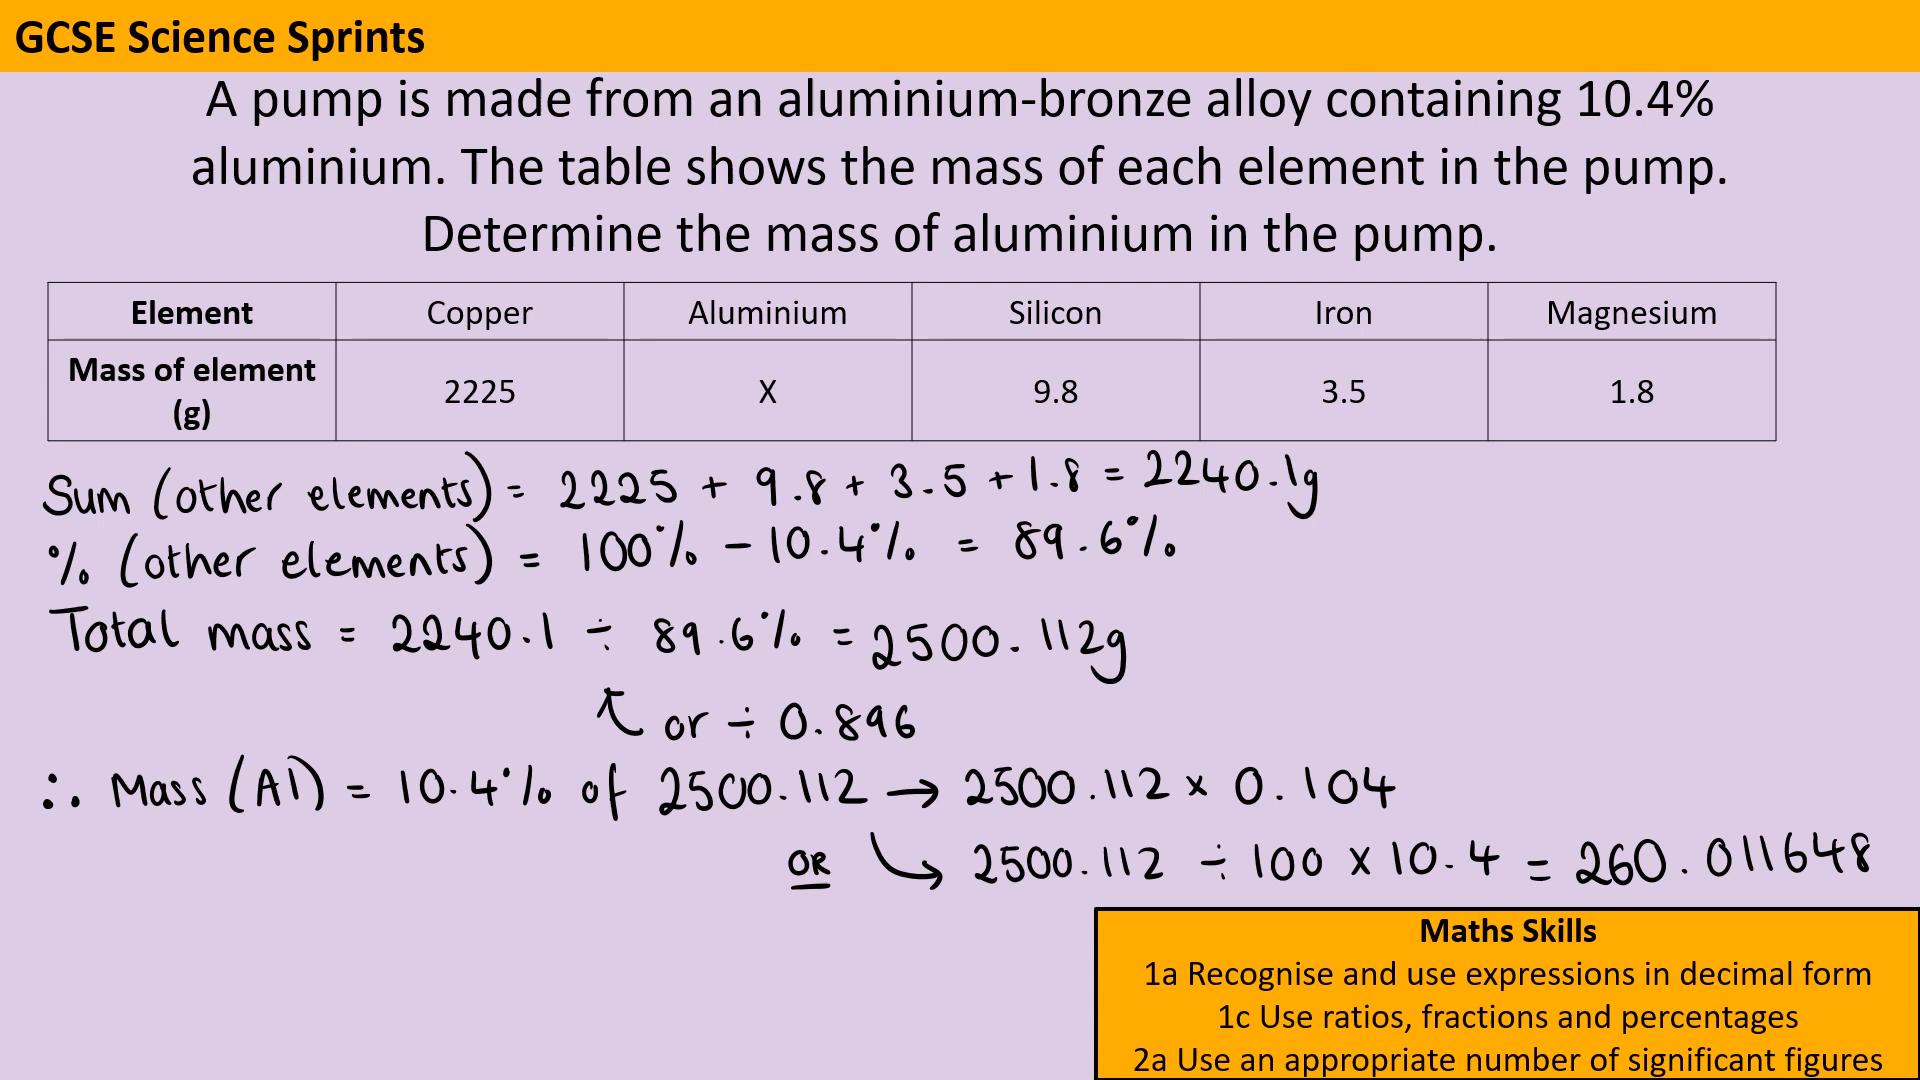 GCSE Science Sprints
A pump is made from an aluminium-bronze alloy containing 10.4%
aluminium. The table shows the mass of each element in the pump.
Determine the mass of aluminium in the pump.
Element Copper Aluminium Silicon Iron Magnesium
Mass of element
(g) 2225 X 9.8 3.5 1.8
Sum (other elements) = 2225 + 9.8 + 3.5 + 1.8 = 2240.1g
% (other elements) = 100% - 10.4% = 89.6%
Total mass = 2240.1 ÷ 89.6% = 2500.112g
or ÷ 0.896
∴ Mass (Al) = 10.4% of 2500.112 → 2500.112 × 0.104
OR → 2500.112 ÷ 100 × 10.4 = 260.011648
Maths Skills
1a Recognise and use expressions in decimal form
1c Use ratios, fractions and percentages
2a Use an appropriate number of significant figures